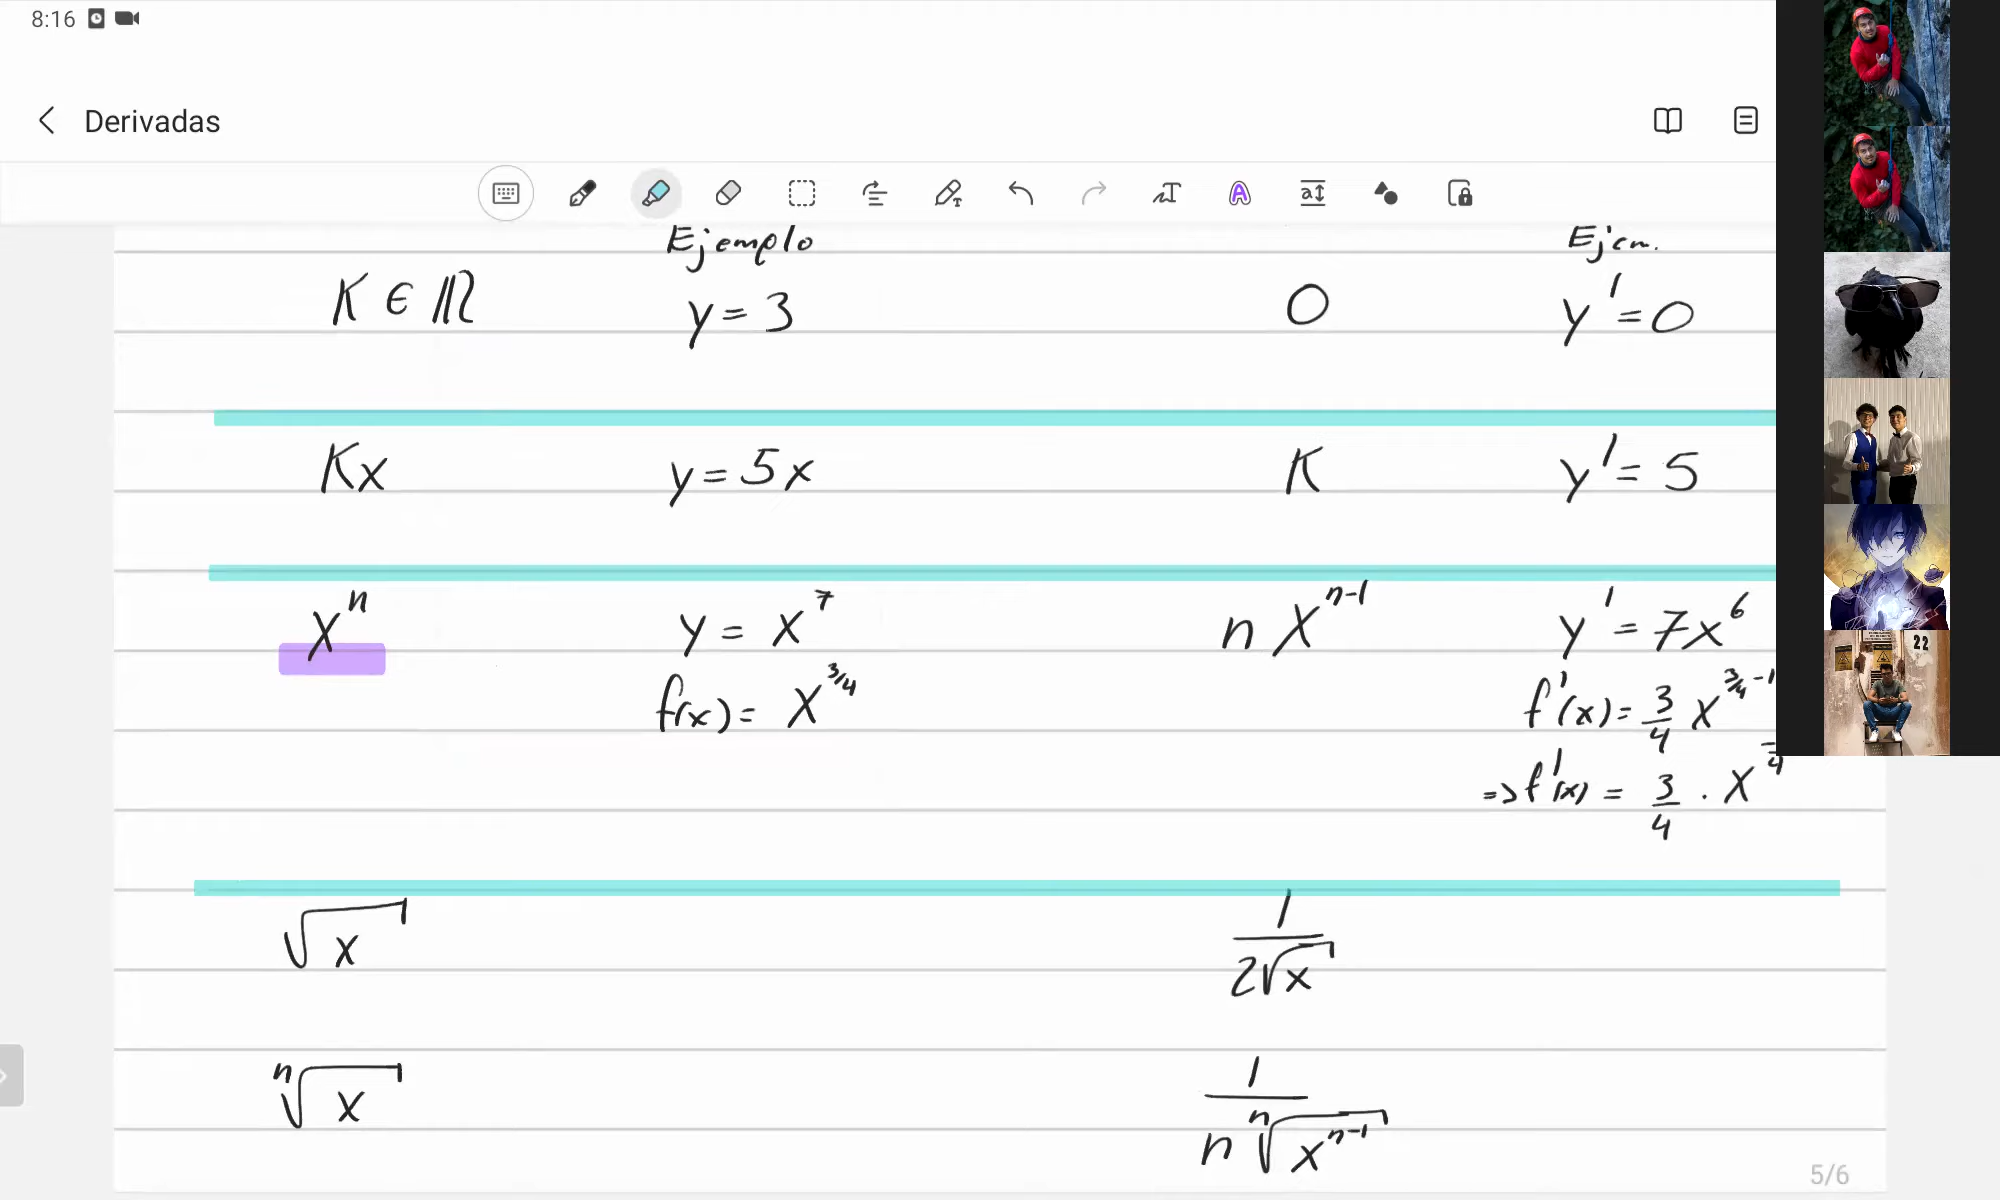 8:16
Derivadas
Ejemplo Ejem.
K ∈ ℝ y = 3 0 y' = 0
Kx y = 5x K y' = 5
xⁿ y = x⁷ n xⁿ⁻¹ y' = 7x⁶
f(x) = x^3/4 f'(x) = 3/4 x^3/4-1
=> f'(x) = 3/4 . x
√x 1/(2√x)
ⁿ√x 1/(n ⁿ√xⁿ⁻¹)
5/6
22